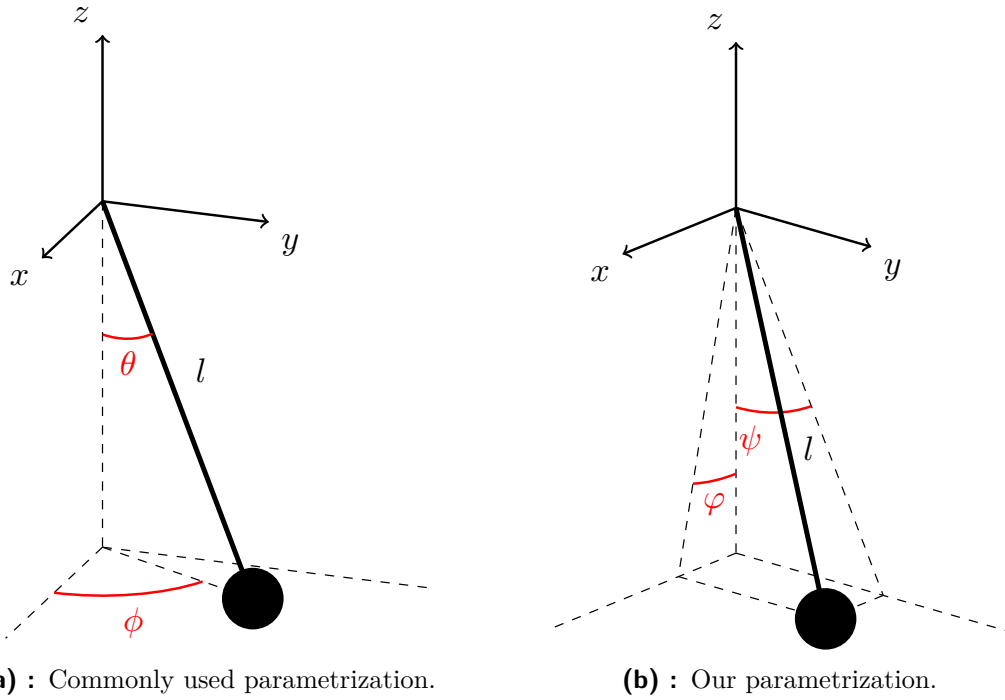 z
y
x
θ
l
ϕ
) : Commonly used parametrization.
z
x
y
ψ
l
φ
(b) : Our parametrization.